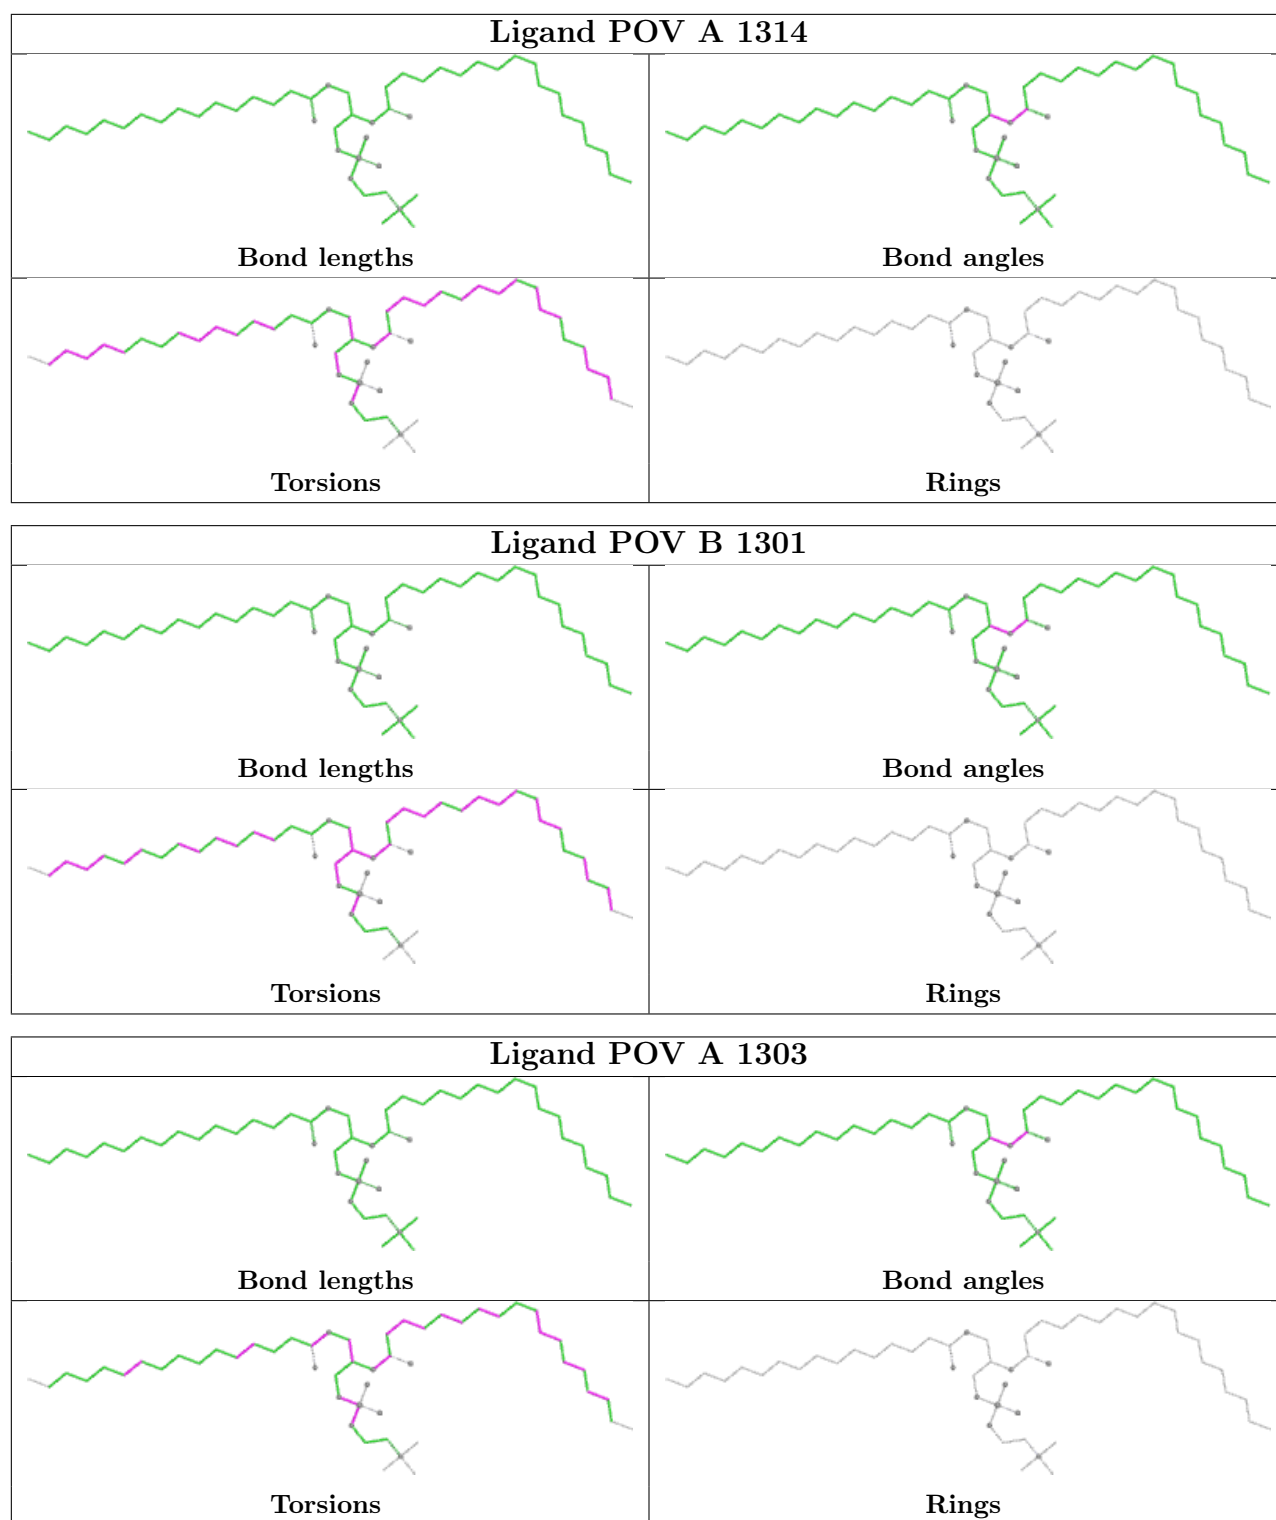 Ligand POV A 1314
Bond lengths
Bond angles
Torsions
Rings
Ligand POV B 1301
Bond lengths
Bond angles
Torsions
Rings
Ligand POV A 1303
Bond lengths
Bond angles
Torsions
Rings